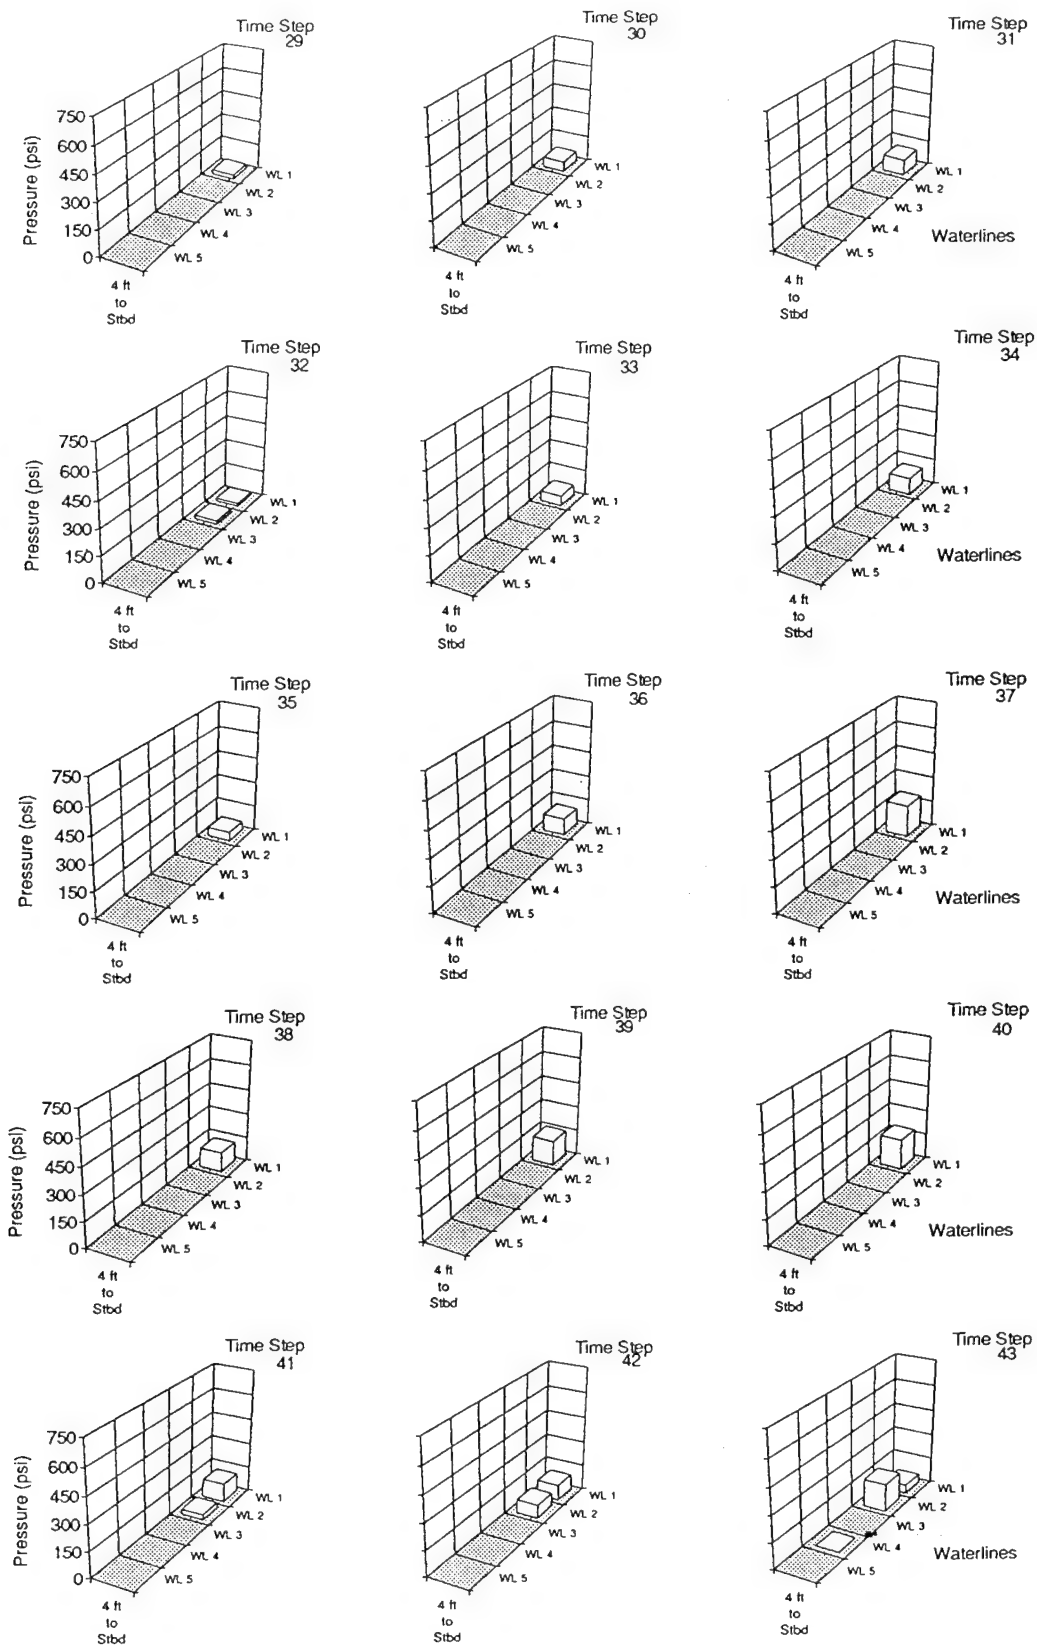 Time Step
29
750
600
450
300
150
0
Pressure (psi)
WL 1
WL 2
WL 3
WL 4
WL 5
4 ft
to
Stbd
Time Step
30
WL 1
WL 2
WL 3
WL 4
WL 5
4 ft
to
Stbd
Time Step
31
WL 1
WL 2
WL 3
WL 4
WL 5
Waterlines
4 ft
to
Stbd
Time Step
32
750
600
450
300
150
0
Pressure (psi)
WL 1
WL 2
WL 3
WL 4
WL 5
4 ft
to
Stbd
Time Step
33
WL 1
WL 2
WL 3
WL 4
WL 5
4 ft
to
Stbd
Time Step
34
WL 1
WL 2
WL 3
WL 4
WL 5
Waterlines
4 ft
to
Stbd
Time Step
35
750
600
450
300
150
0
Pressure (psi)
WL 1
WL 2
WL 3
WL 4
WL 5
4 ft
to
Stbd
Time Step
36
WL 1
WL 2
WL 3
WL 4
WL 5
4 ft
to
Stbd
Time Step
37
WL 1
WL 2
WL 3
WL 4
WL 5
Waterlines
4 ft
to
Stbd
Time Step
38
750
600
450
300
150
0
Pressure (psi)
WL 1
WL 2
WL 3
WL 4
WL 5
4 ft
to
Stbd
Time Step
39
WL 1
WL 2
WL 3
WL 4
WL 5
4 ft
to
Stbd
Time Step
40
WL 1
WL 2
WL 3
WL 4
WL 5
Waterlines
4 ft
to
Stbd
Time Step
41
750
600
450
300
150
0
Pressure (psi)
WL 1
WL 2
WL 3
WL 4
WL 5
4 ft
to
Stbd
Time Step
42
WL 1
WL 2
WL 3
WL 4
WL 5
4 ft
to
Stbd
Time Step
43
WL 1
WL 2
WL 3
WL 4
WL 5
Waterlines
4 ft
to
Stbd